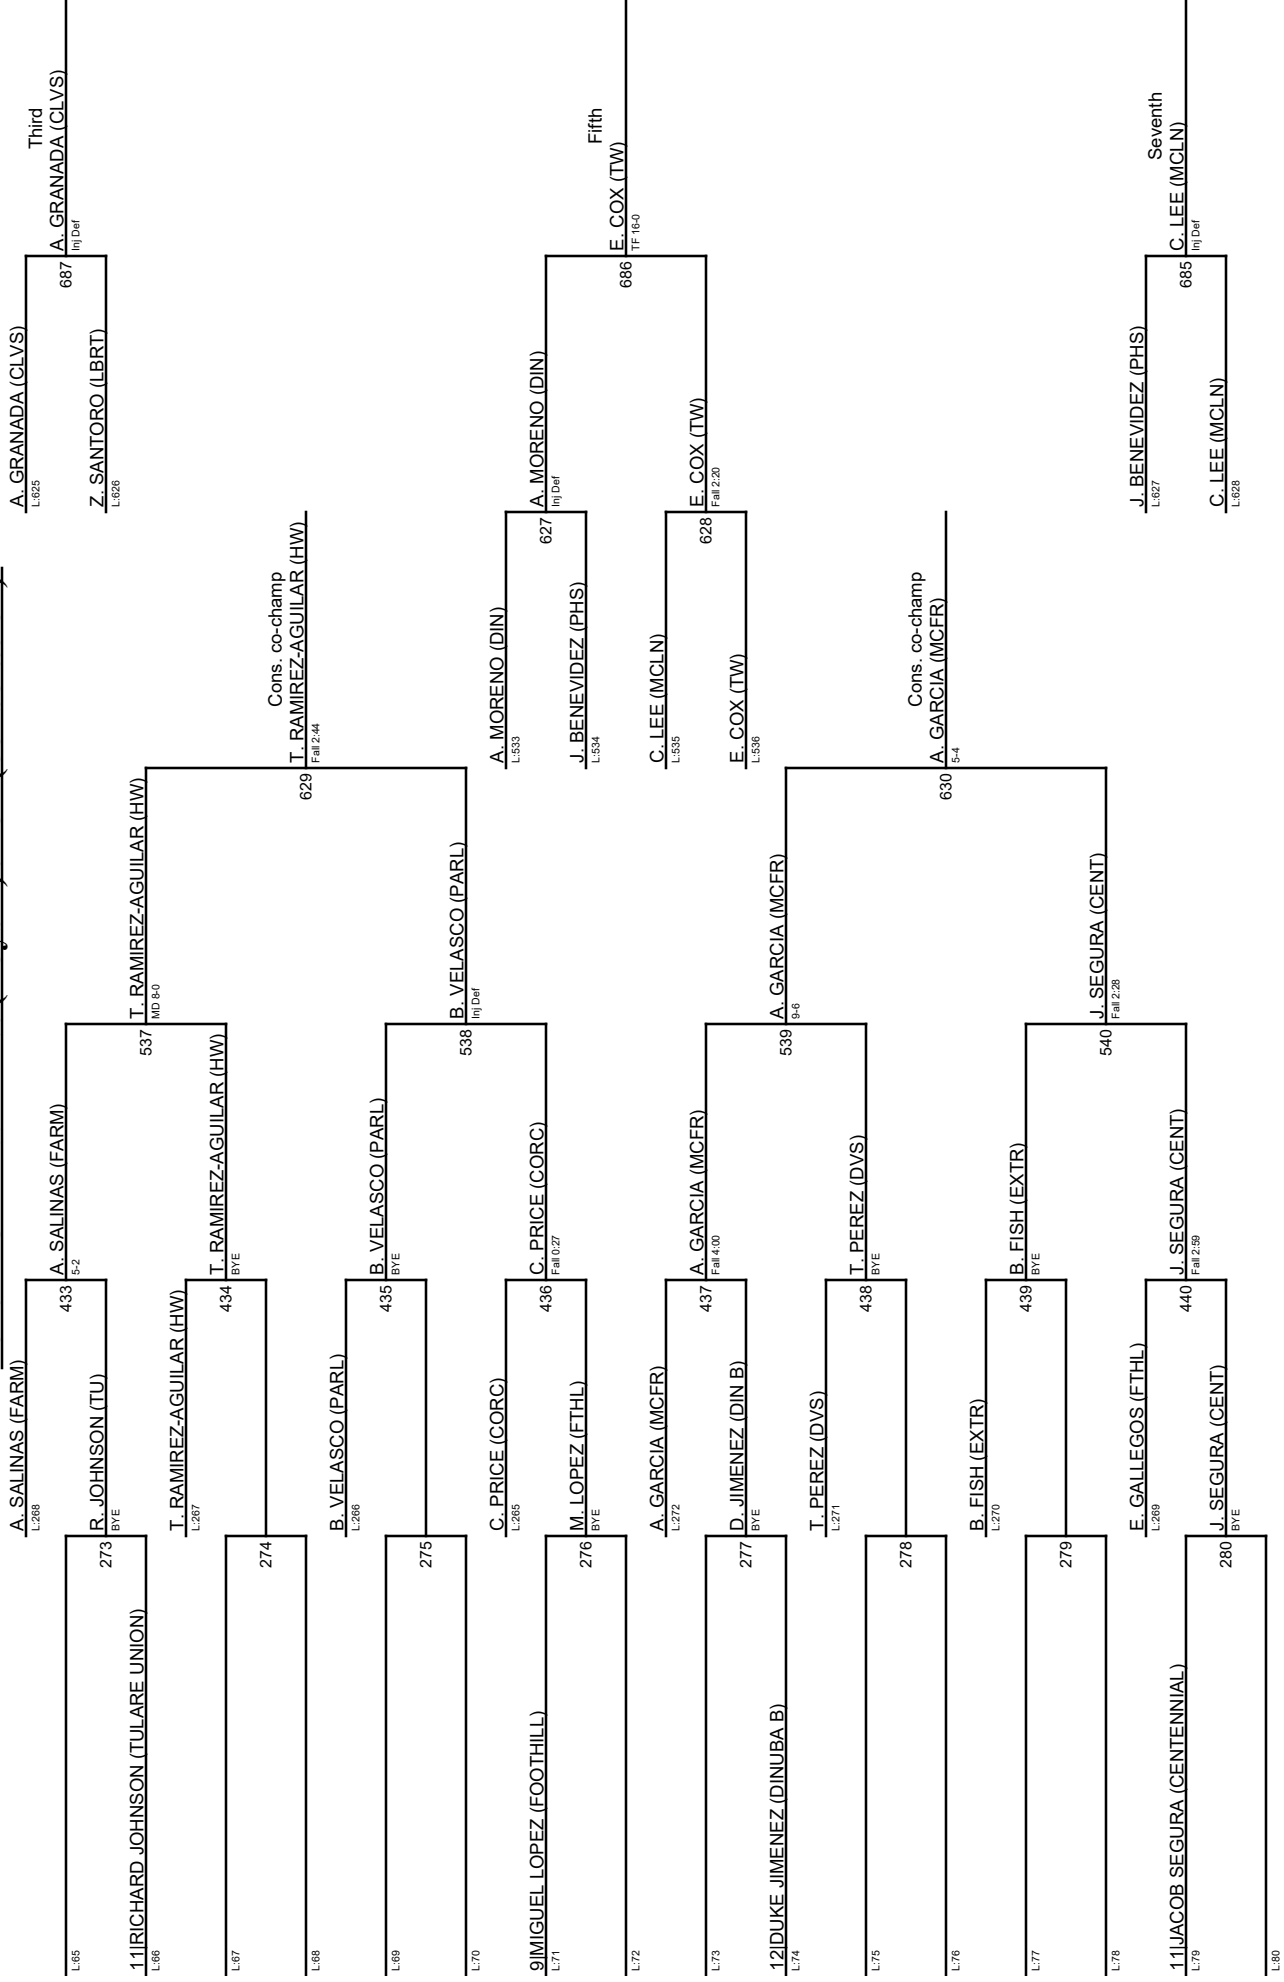 L:65
11|RICHARD JOHNSON (TULARE UNION)
L:66
L:67
L:68
L:69
L:70
9|MIGUEL LOPEZ (FOOTHILL)
L:71
L:72
L:73
12|DUKE JIMENEZ (DINUBA B)
L:74
L:75
L:76
L:77
L:78
11|JACOB SEGURA (CENTENNIAL)
L:79
L:80
A. SALINAS (FARM)
L:268
273
R. JOHNSON (TU)
BYE
T. RAMIREZ-AGUILAR (HW)
L:267
274
B. VELASCO (PARL)
L:266
275
C. PRICE (CORC)
L:265
276
M. LOPEZ (FTHL)
BYE
A. GARCIA (MCFR)
L:272
277
D. JIMENEZ (DIN B)
BYE
T. PEREZ (DVS)
L:271
278
B. FISH (EXTR)
L:270
279
E. GALLEGOS (FTHL)
L:269
280
J. SEGURA (CENT)
BYE
433
A. SALINAS (FARM)
5-2
434
T. RAMIREZ-AGUILAR (HW)
BYE
435
B. VELASCO (PARL)
BYE
436
C. PRICE (CORC)
Fall 0:27
437
A. GARCIA (MCFR)
Fall 4:00
438
T. PEREZ (DVS)
BYE
439
B. FISH (EXTR)
BYE
440
J. SEGURA (CENT)
Fall 2:59
537
T. RAMIREZ-AGUILAR (HW)
MD 8-0
538
B. VELASCO (PARL)
Inj Def
539
A. GARCIA (MCFR)
9-6
540
J. SEGURA (CENT)
Fall 2:28
629
Cons. co-champ
T. RAMIREZ-AGUILAR (HW)
Fall 2:44
A. MORENO (DIN)
L:533
J. BENEVIDEZ (PHS)
L:534
C. LEE (MCLN)
L:535
E. COX (TW)
L:536
630
Cons. co-champ
A. GARCIA (MCFR)
5-4
A. GRANADA (CLVS)
L:625
Z. SANTORO (LBRT)
L:626
627
A. MORENO (DIN)
Inj Def
628
E. COX (TW)
Fall 2:20
J. BENEVIDEZ (PHS)
L:627
C. LEE (MCLN)
L:628
687
Third
A. GRANADA (CLVS)
Inj Def
686
Fifth
E. COX (TW)
TF 16-0
685
Seventh
C. LEE (MCLN)
Inj Def